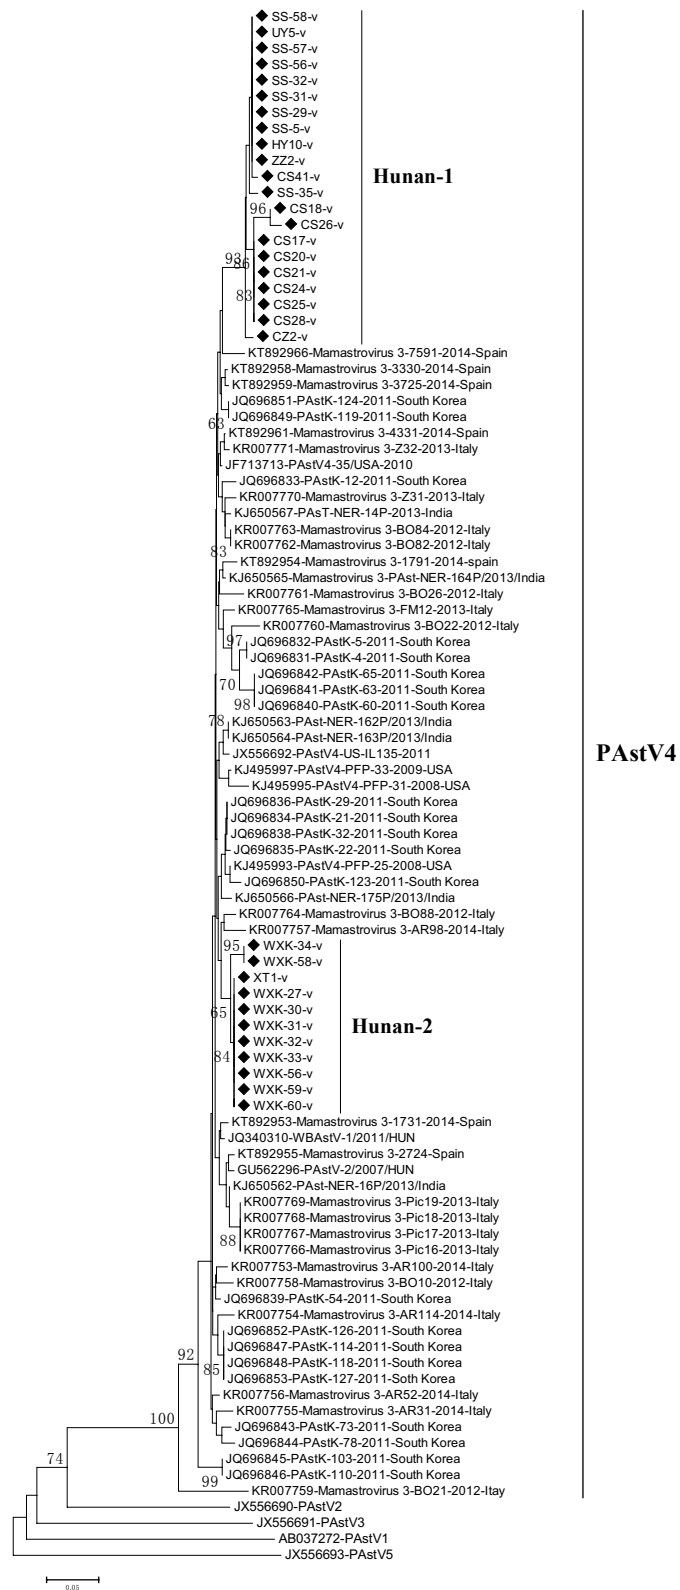 SS-58-v
UY5-v
SS-57-v
SS-56-v
SS-32-v
SS-31-v
SS-29-v
SS-5-v
HY10-v
ZZ2-v
CS41-v
Hunan-1
SS-35-v
96
CS18-v
CS26-v
CS17-v
93
86
CS20-v
CS21-v
CS24-v
83
CS25-v
CS28-v
CZ2-v
KT892966-Mamastrovirus 3-7591-2014-Spain
KT892958-Mamastrovirus 3-3330-2014-Spain
KT892959-Mamastrovirus 3-3725-2014-Spain
JQ696851-PAstK-124-2011-South Korea
JQ696849-PAstK-119-2011-South Korea
63
KT892961-Mamastrovirus 3-4331-2014-Spain
KR007771-Mamastrovirus 3-Z32-2013-Italy
JF713713-PAstV4-35/USA-2010
JQ696833-PAstK-12-2011-South Korea
KR007770-Mamastrovirus 3-Z31-2013-Italy
KJ650567-PAsT-NER-14P-2013-India
KR007763-Mamastrovirus 3-BO84-2012-Italy
KR007762-Mamastrovirus 3-BO82-2012-Italy
83
KT892954-Mamastrovirus 3-1791-2014-spain
KJ650565-Mamastrovirus 3-PAst-NER-164P/2013/India
KR007761-Mamastrovirus 3-BO26-2012-Italy
KR007765-Mamastrovirus 3-FM12-2013-Italy
KR007760-Mamastrovirus 3-BO22-2012-Italy
97
JQ696832-PAstK-5-2011-South Korea
JQ696831-PAstK-4-2011-South Korea
JQ696842-PAstK-65-2011-South Korea
70
JQ696841-PAstK-63-2011-South Korea
98
JQ696840-PAstK-60-2011-South Korea
78
KJ650563-PAst-NER-162P/2013/India
KJ650564-PAst-NER-163P/2013/India
JX556692-PAstV4-US-IL135-2011
PAstV4
KJ495997-PAstV4-PFP-33-2009-USA
KJ495995-PAstV4-PFP-31-2008-USA
JQ696836-PAstK-29-2011-South Korea
JQ696834-PAstK-21-2011-South Korea
JQ696838-PAstK-32-2011-South Korea
JQ696835-PAstK-22-2011-South Korea
KJ495993-PAstV4-PFP-25-2008-USA
JQ696850-PAstK-123-2011-South Korea
KJ650566-PAst-NER-175P/2013/India
KR007764-Mamastrovirus 3-BO88-2012-Italy
KR007757-Mamastrovirus 3-AR98-2014-Italy
95
WXK-34-v
WXK-58-v
XT1-v
WXK-27-v
65
WXK-30-v
WXK-31-v
Hunan-2
WXK-32-v
84
WXK-33-v
WXK-56-v
WXK-59-v
WXK-60-v
KT892953-Mamastrovirus 3-1731-2014-Spain
JQ340310-WBAstV-1/2011/HUN
KT892955-Mamastrovirus 3-2724-Spain
GU562296-PAstV-2/2007/HUN
KJ650562-PAst-NER-16P/2013/India
KR007769-Mamastrovirus 3-Pic19-2013-Italy
KR007768-Mamastrovirus 3-Pic18-2013-Italy
KR007767-Mamastrovirus 3-Pic17-2013-Italy
88
KR007766-Mamastrovirus 3-Pic16-2013-Italy
KR007753-Mamastrovirus 3-AR100-2014-Italy
KR007758-Mamastrovirus 3-BO10-2012-Italy
JQ696839-PAstK-54-2011-South Korea
KR007754-Mamastrovirus 3-AR114-2014-Italy
JQ696852-PAstK-126-2011-South Korea
JQ696847-PAstK-114-2011-South Korea
92
85
JQ696848-PAstK-118-2011-South Korea
JQ696853-PAstK-127-2011-Soth Korea
KR007756-Mamastrovirus 3-AR52-2014-Italy
KR007755-Mamastrovirus 3-AR31-2014-Italy
100
JQ696843-PAstK-73-2011-South Korea
JQ696844-PAstK-78-2011-South Korea
74
JQ696845-PAstK-103-2011-South Korea
99
JQ696846-PAstK-110-2011-South Korea
KR007759-Mamastrovirus 3-BO21-2012-Itay
JX556690-PAstV2
JX556691-PAstV3
AB037272-PAstV1
JX556693-PAstV5
0.05